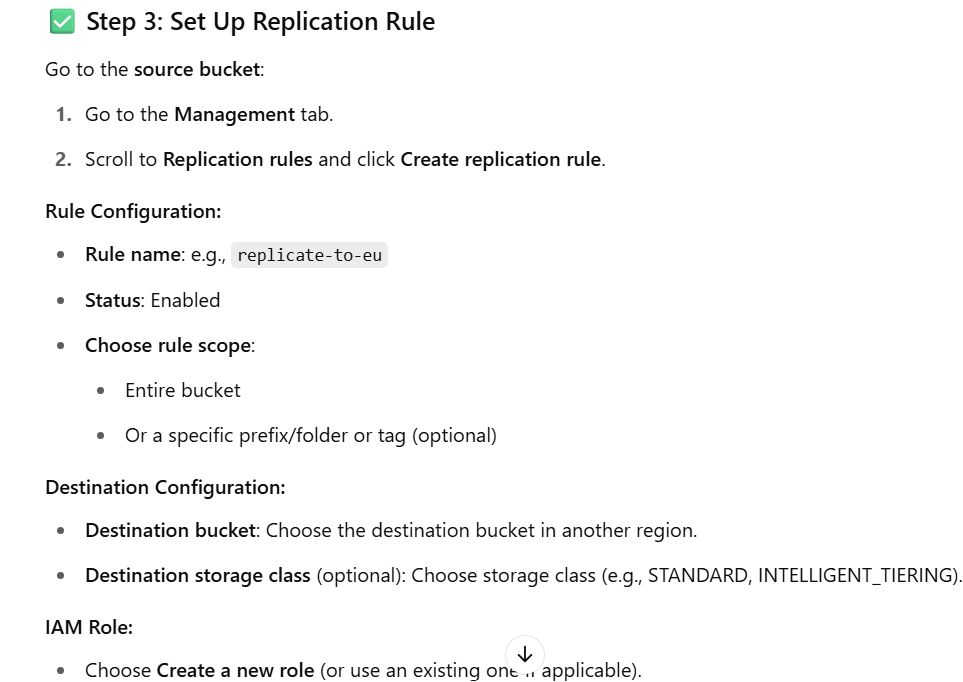 ✅ Step 3: Set Up Replication Rule
Go to the source bucket:
1. Go to the Management tab.
2. Scroll to Replication rules and click Create replication rule.
Rule Configuration:
• Rule name: e.g., replicate-to-eu
• Status: Enabled
• Choose rule scope:
• Entire bucket
• Or a specific prefix/folder or tag (optional)
Destination Configuration:
• Destination bucket: Choose the destination bucket in another region.
• Destination storage class (optional): Choose storage class (e.g., STANDARD, INTELLIGENT_TIERING).
IAM Role:
• Choose Create a new role (or use an existing one applicable).